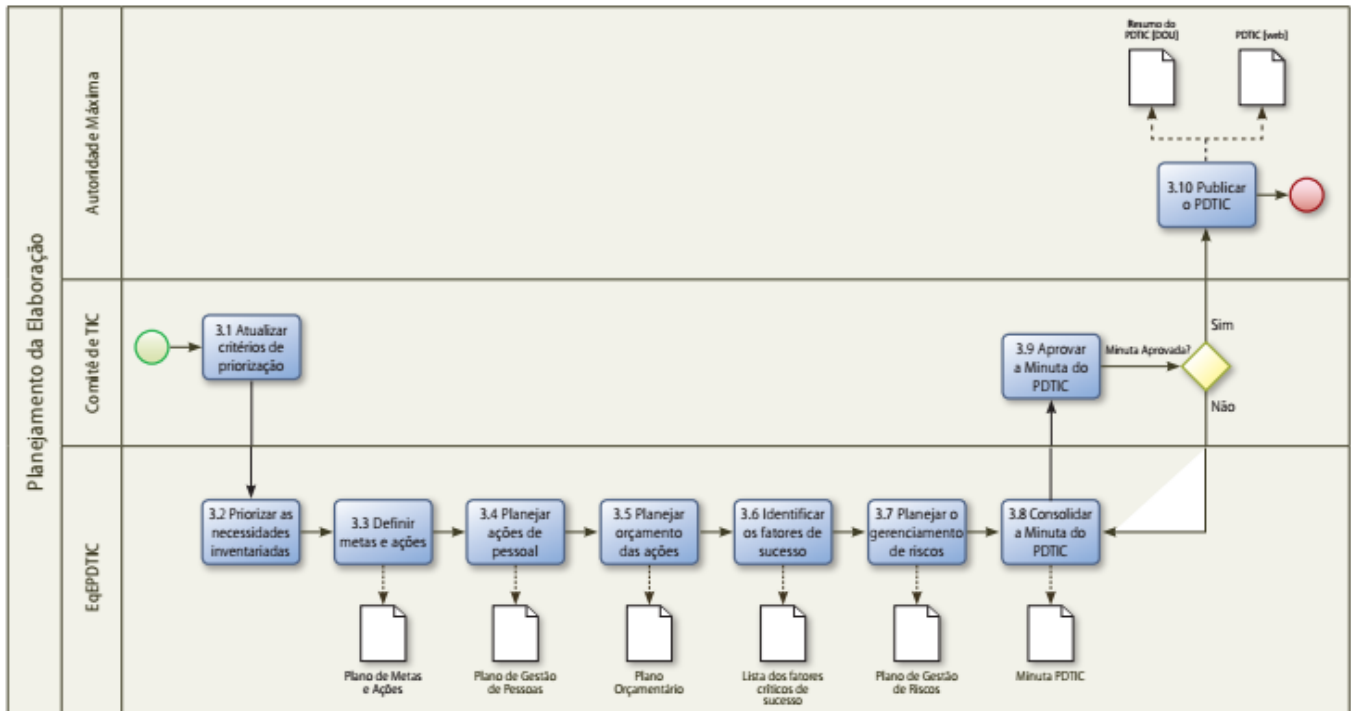 Planejamento da Elaboração
Autoridade Máxima
Resumo do
PDTIC [DOU]
PDTIC [web]
3.10 Publicar
o PDTIC
Comitê de TIC
3.1 Atualizar
critérios de
priorização
3.9 Aprovar
a Minuta do
PDTIC
Minuta Aprovada?
Sim
Não
EqEPDTIC
3.2 Priorizar as
necessidades
inventariadas
3.3 Definir
metas e ações
3.4 Planejar
ações de
pessoal
3.5 Planejar
orçamento
das ações
3.6 Identificar
os fatores de
sucesso
3.7 Planejar o
gerenciamento
de riscos
3.8 Consolidar
a Minuta do
PDTIC
Plano de Metas
e Ações
Plano de Gestão
de Pessoas
Plano
Orçamentário
Lista dos fatores
críticos de
sucesso
Plano de Gestão
de Riscos
Minuta PDTIC